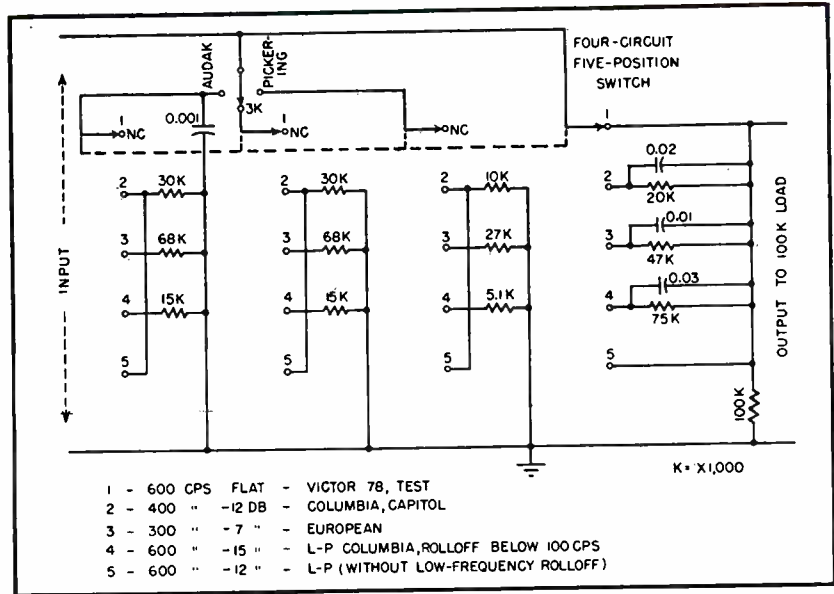 FOUR-CIRCUIT
FIVE-POSITION
SWITCH
AUDAK
PICKER-
ING
3K
1
NC
0.001
1
NC
NC
1
INPUT
2
30K
3
68K
4
15K
5
2
30K
3
68K
4
15K
5
2
10K
3
27K
4
5.1K
5
0.02
2
20K
0.01
3
47K
0.03
4
75K
5
100K
OUTPUT TO 100K LOAD
K = X1,000
1 - 600 CPS FLAT - VICTOR 78, TEST
2 - 400 " -12 DB - COLUMBIA, CAPITOL
3 - 300 " -7 " - EUROPEAN
4 - 600 " -15 " - L-P COLUMBIA, ROLLOFF BELOW 100 CPS
5 - 600 " -12 " - L-P (WITHOUT LOW-FREQUENCY ROLLOFF)